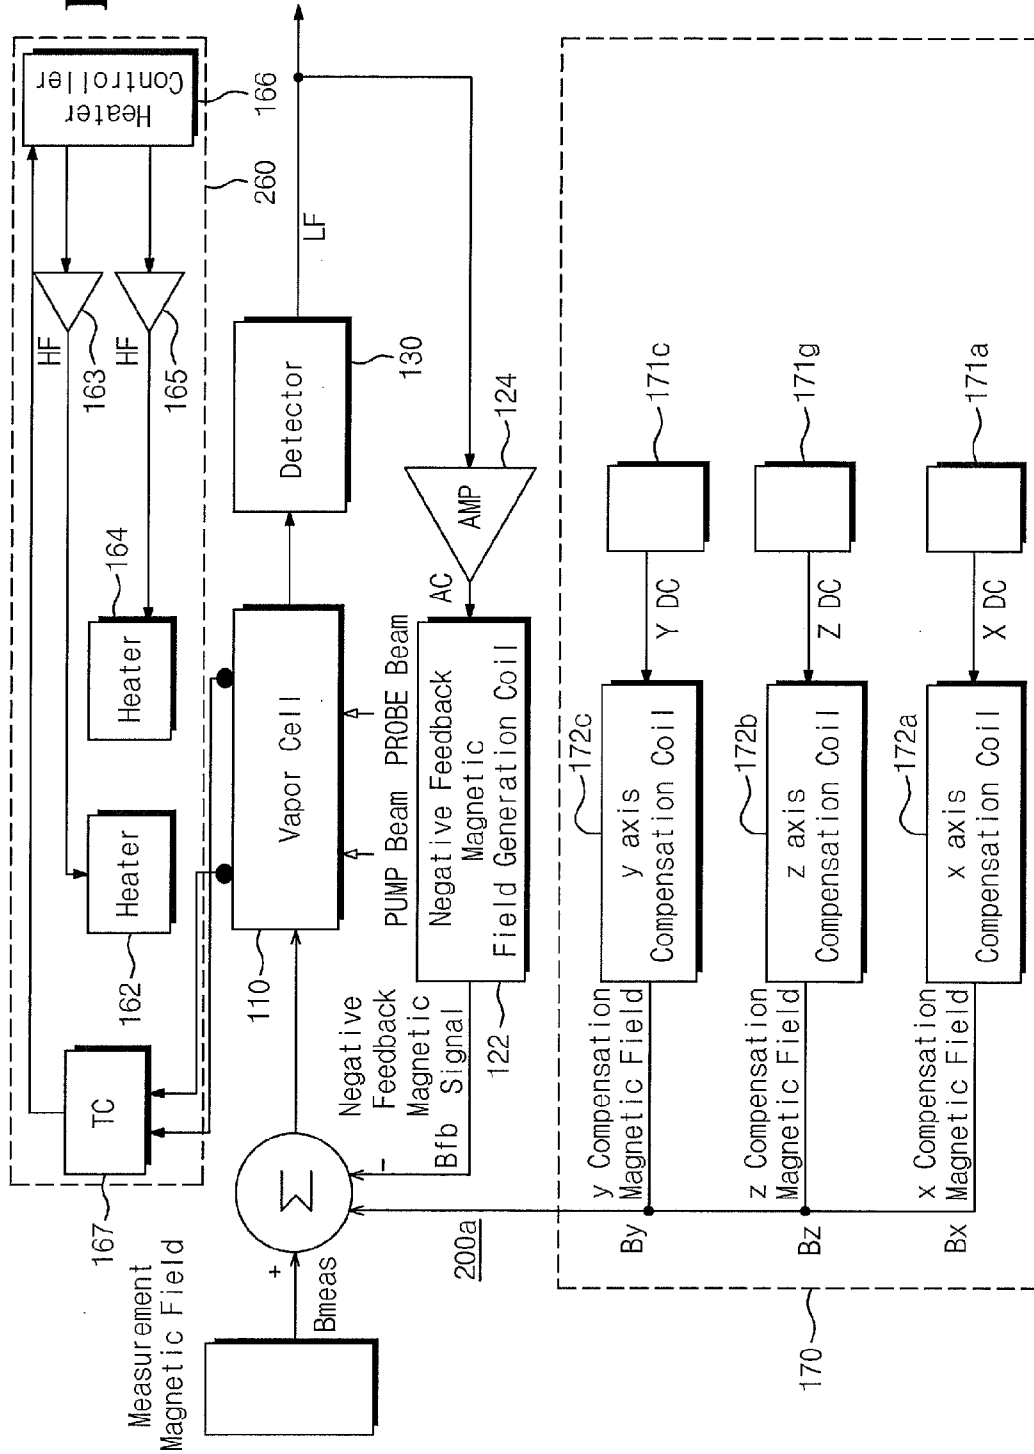 Heater
Controller
166
260
HF
163
HF
165
164
Heater
Heater
162
TC
167
LF
Detector
130
Vapor Cell
110
PUMP Beam
PROBE Beam
Σ
Measurement
Magnetic Field
+
Bmeas
-
Negative
Feedback
Magnetic
Bfb Signal
AMP
124
AC
Negative Feedback
Magnetic
Field Generation Coil
122
200a
171c
Y DC
172c
y axis
Compensation Coil
y Compensation
Magnetic Field
By
171g
Z DC
172b
z axis
Compensation Coil
z Compensation
Magnetic Field
Bz
171a
X DC
172a
x axis
Compensation Coil
x Compensation
Magnetic Field
Bx
170